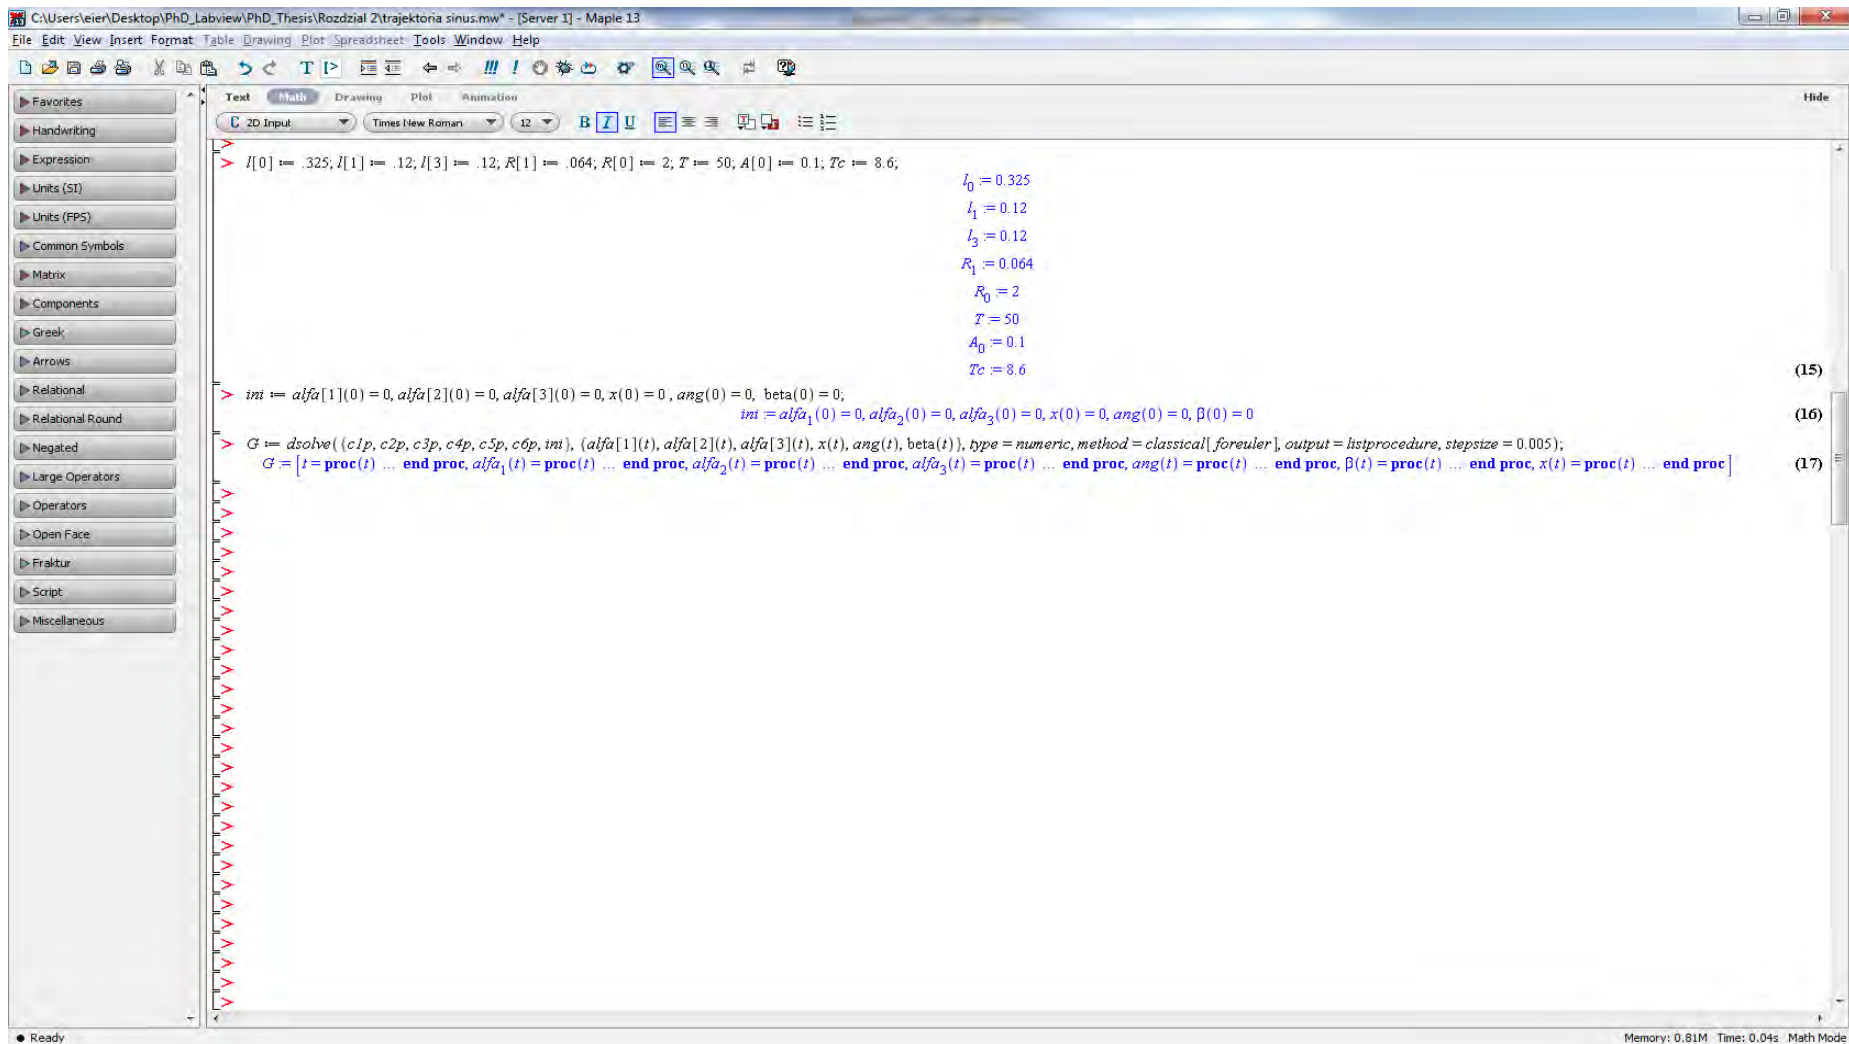 C:\Users\eier\Desktop\PhD_Labview\PhD_Thesis\Rozdzial 2\trajektoria sinus.mw* - [Server 1] - Maple 13
File Edit View Insert Format Table Drawing Plot Spreadsheet Tools Window Help
Favorites
Handwriting
Expression
Units (SI)
Units (FPS)
Common Symbols
Matrix
Components
Greek
Arrows
Relational
Relational Round
Negated
Large Operators
Operators
Open Face
Fraktur
Script
Miscellaneous
Text Math Drawing Plot Animation Hide
C 2D Input Times New Roman 12 B I U
> l[0] := .325; l[1] := .12; l[3] := .12; R[1] := .064; R[0] := 2; T := 50; A[0] := 0.1; Tc := 8.6;
l₀ := 0.325
l₁ := 0.12
l₃ := 0.12
R₁ := 0.064
R₀ := 2
T := 50
A₀ := 0.1
Tc := 8.6 (15)
> ini := alfa[1](0) = 0, alfa[2](0) = 0, alfa[3](0) = 0, x(0) = 0 , ang(0) = 0, beta(0) = 0;
ini := alfa₁(0) = 0, alfa₂(0) = 0, alfa₃(0) = 0, x(0) = 0, ang(0) = 0, β(0) = 0 (16)
> G := dsolve({c1p, c2p, c3p, c4p, c5p, c6p, ini}, {alfa[1](t), alfa[2](t), alfa[3](t), x(t), ang(t), beta(t)}, type = numeric, method = classical[foreuler], output = listprocedure, stepsize = 0.005);
G := [t = proc(t) ... end proc, alfa₁(t) = proc(t) ... end proc, alfa₂(t) = proc(t) ... end proc, alfa₃(t) = proc(t) ... end proc, ang(t) = proc(t) ... end proc, β(t) = proc(t) ... end proc, x(t) = proc(t) ... end proc] (17)
Ready
Memory: 0.81M Time: 0.04s Math Mode